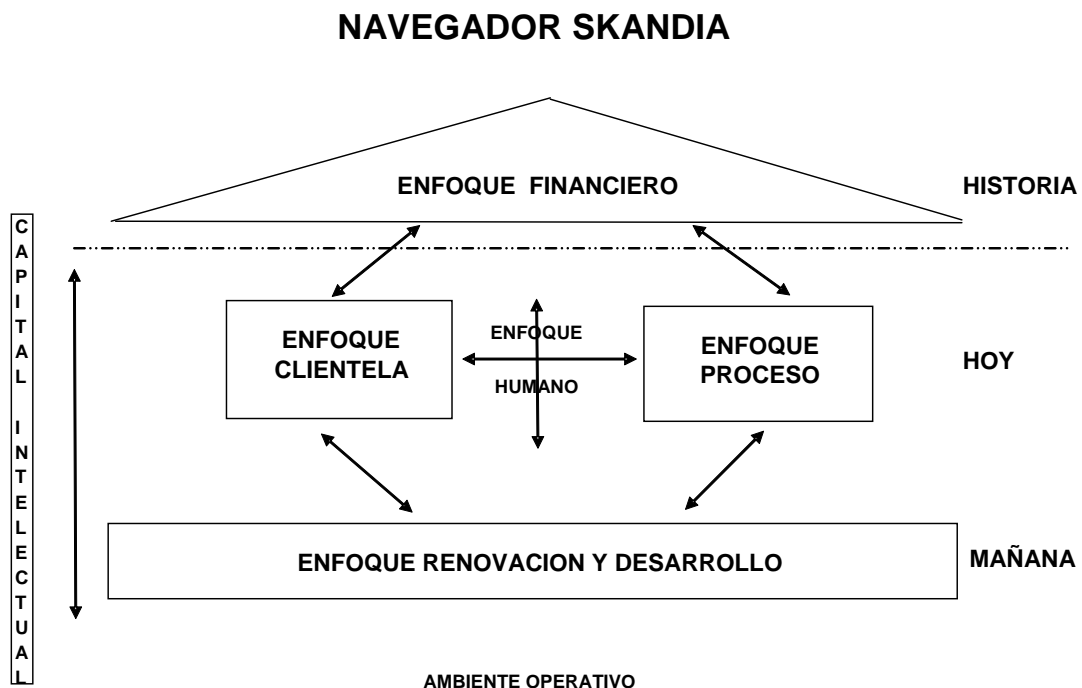 NAVEGADOR SKANDIA
ENFOQUE FINANCIERO
HISTORIA
CAPITAL INTELECTUAL
ENFOQUE
CLIENTELA
ENFOQUE
HUMANO
ENFOQUE
PROCESO
HOY
ENFOQUE RENOVACION Y DESARROLLO
MAÑANA
AMBIENTE OPERATIVO